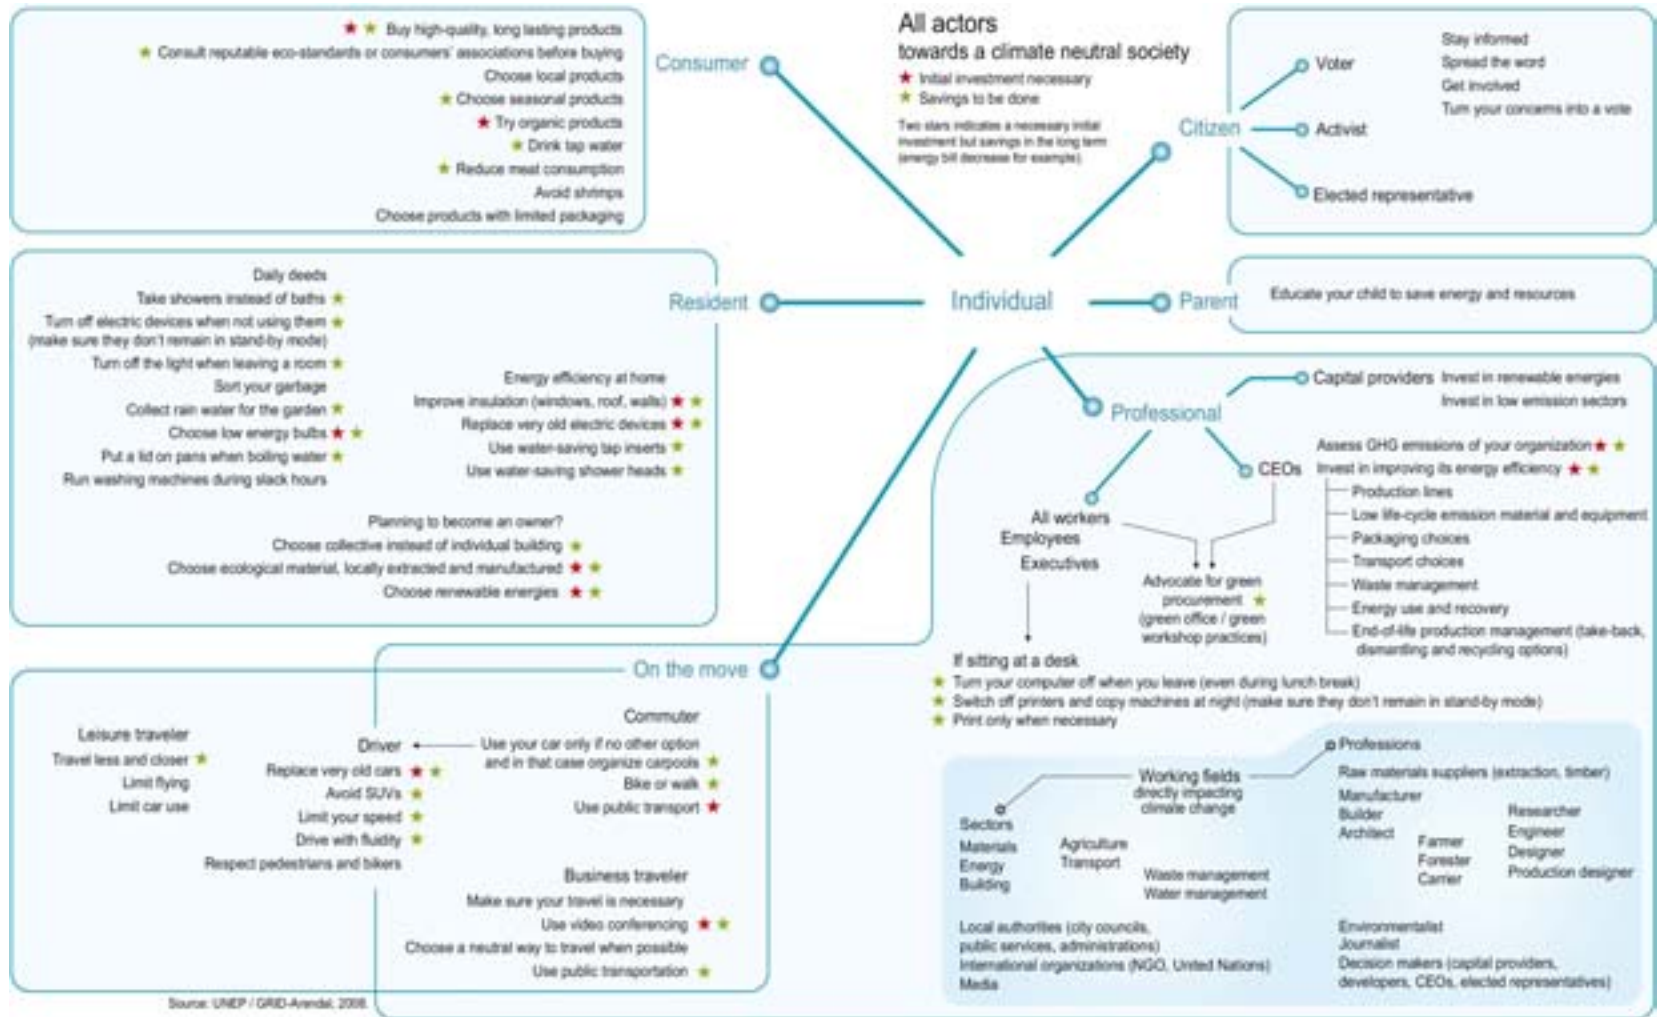 All actors
towards a climate neutral society
★ Initial investment necessary
★ Savings to be done
Two stars indicates a necessary initial
investment but savings in the long term
(energy bill decrease for example).
Individual
Consumer
★ ★ Buy high-quality, long lasting products
★ Consult reputable eco-standards or consumers' associations before buying
Choose local products
★ Choose seasonal products
★ Try organic products
★ Drink tap water
★ Reduce meat consumption
Avoid shrimps
Choose products with limited packaging
Citizen
Voter
Activist
Elected representative
Stay informed
Spread the word
Get involved
Turn your concerns into a vote
Resident
Daily deeds
Take showers instead of baths ★
Turn off electric devices when not using them ★
(make sure they don't remain in stand-by mode)
Turn off the light when leaving a room ★
Sort your garbage
Collect rain water for the garden ★
Choose low energy bulbs ★ ★
Put a lid on pans when boiling water ★
Run washing machines during slack hours
Energy efficiency at home
Improve insulation (windows, roof, walls) ★ ★
Replace very old electric devices ★ ★
Use water-saving tap inserts ★
Use water-saving shower heads ★
Planning to become an owner?
Choose collective instead of individual building ★
Choose ecological material, locally extracted and manufactured ★ ★
Choose renewable energies ★ ★
Parent
Educate your child to save energy and resources
Professional
Capital providers
Invest in renewable energies
Invest in low emission sectors
CEOs
Assess GHG emissions of your organization ★ ★
Invest in improving its energy efficiency ★ ★
Production lines
Low life-cycle emission material and equipment
Packaging choices
Transport choices
Waste management
Energy use and recovery
End-of-life production management (take-back,
dismantling and recycling options)
All workers
Employees
Executives
Advocate for green
procurement ★
(green office / green
workshop practices)
If sitting at a desk
★ Turn your computer off when you leave (even during lunch break)
★ Switch off printers and copy machines at night (make sure they don't remain in stand-by mode)
★ Print only when necessary
On the move
Leisure traveler
Travel less and closer ★
Limit flying
Limit car use
Driver
Replace very old cars ★ ★
Avoid SUVs ★
Limit your speed ★
Drive with fluidity ★
Respect pedestrians and bikers
Commuter
Use your car only if no other option
and in that case organize carpools ★
Bike or walk ★
Use public transport ★
Business traveler
Make sure your travel is necessary
Use video conferencing ★ ★
Choose a neutral way to travel when possible
Use public transportation ★
Working fields
directly impacting
climate change
Sectors
Materials
Energy
Building
Agriculture
Transport
Waste management
Water management
Local authorities (city councils,
public services, administrations)
International organizations (NGO, United Nations)
Media
Professions
Raw materials suppliers (extraction, timber)
Manufacturer
Builder
Architect
Farmer
Forester
Carrier
Researcher
Engineer
Designer
Production designer
Environmentalist
Journalist
Decision makers (capital providers,
developers, CEOs, elected representatives)
Source: UNEP / GRID-Arendal, 2008.